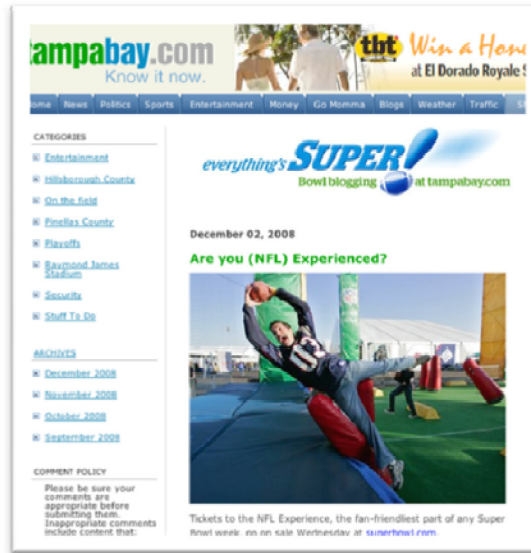 tampabay.com
Know it now.
tbt Win a Hone
at El Dorado Royale S
ome News Politics Sports Entertainment Money Go Momma Blogs Weather Traffic
CATEGORIES
Entertainment
Hillsborough County
On the field
Pinellas County
Playoffs
Raymond James
Stadium
Security
Stuff To Do
ARCHIVES
December 2008
November 2008
October 2008
September 2008
COMMENT POLICY
Please be sure your
comments are
appropriate before
submitting them.
Inappropriate comments
include content that:
everything's SUPER!
Bowl blogging at tampabay.com
December 02, 2008
Are you (NFL) Experienced?
Tickets to the NFL Experience, the fan-friendliest part of any Super
Bowl week, go on sale Wednesday at superbowl.com.